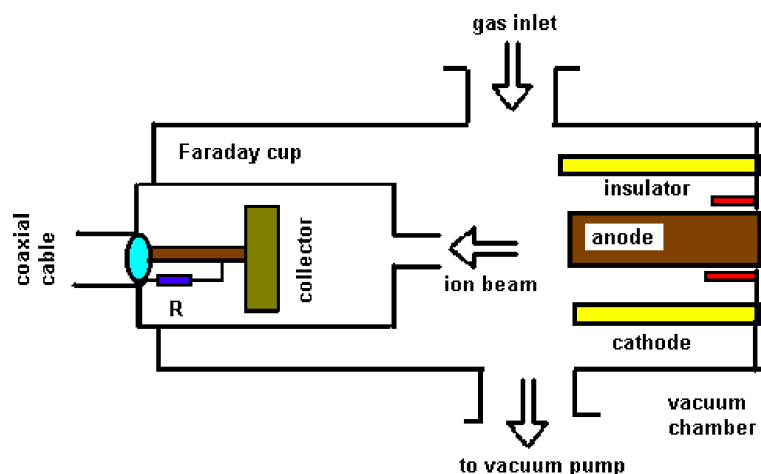 gas inlet
Faraday cup
insulator
coaxial
cable
collector
anode
ion beam
R
cathode
vacuum
chamber
to vacuum pump